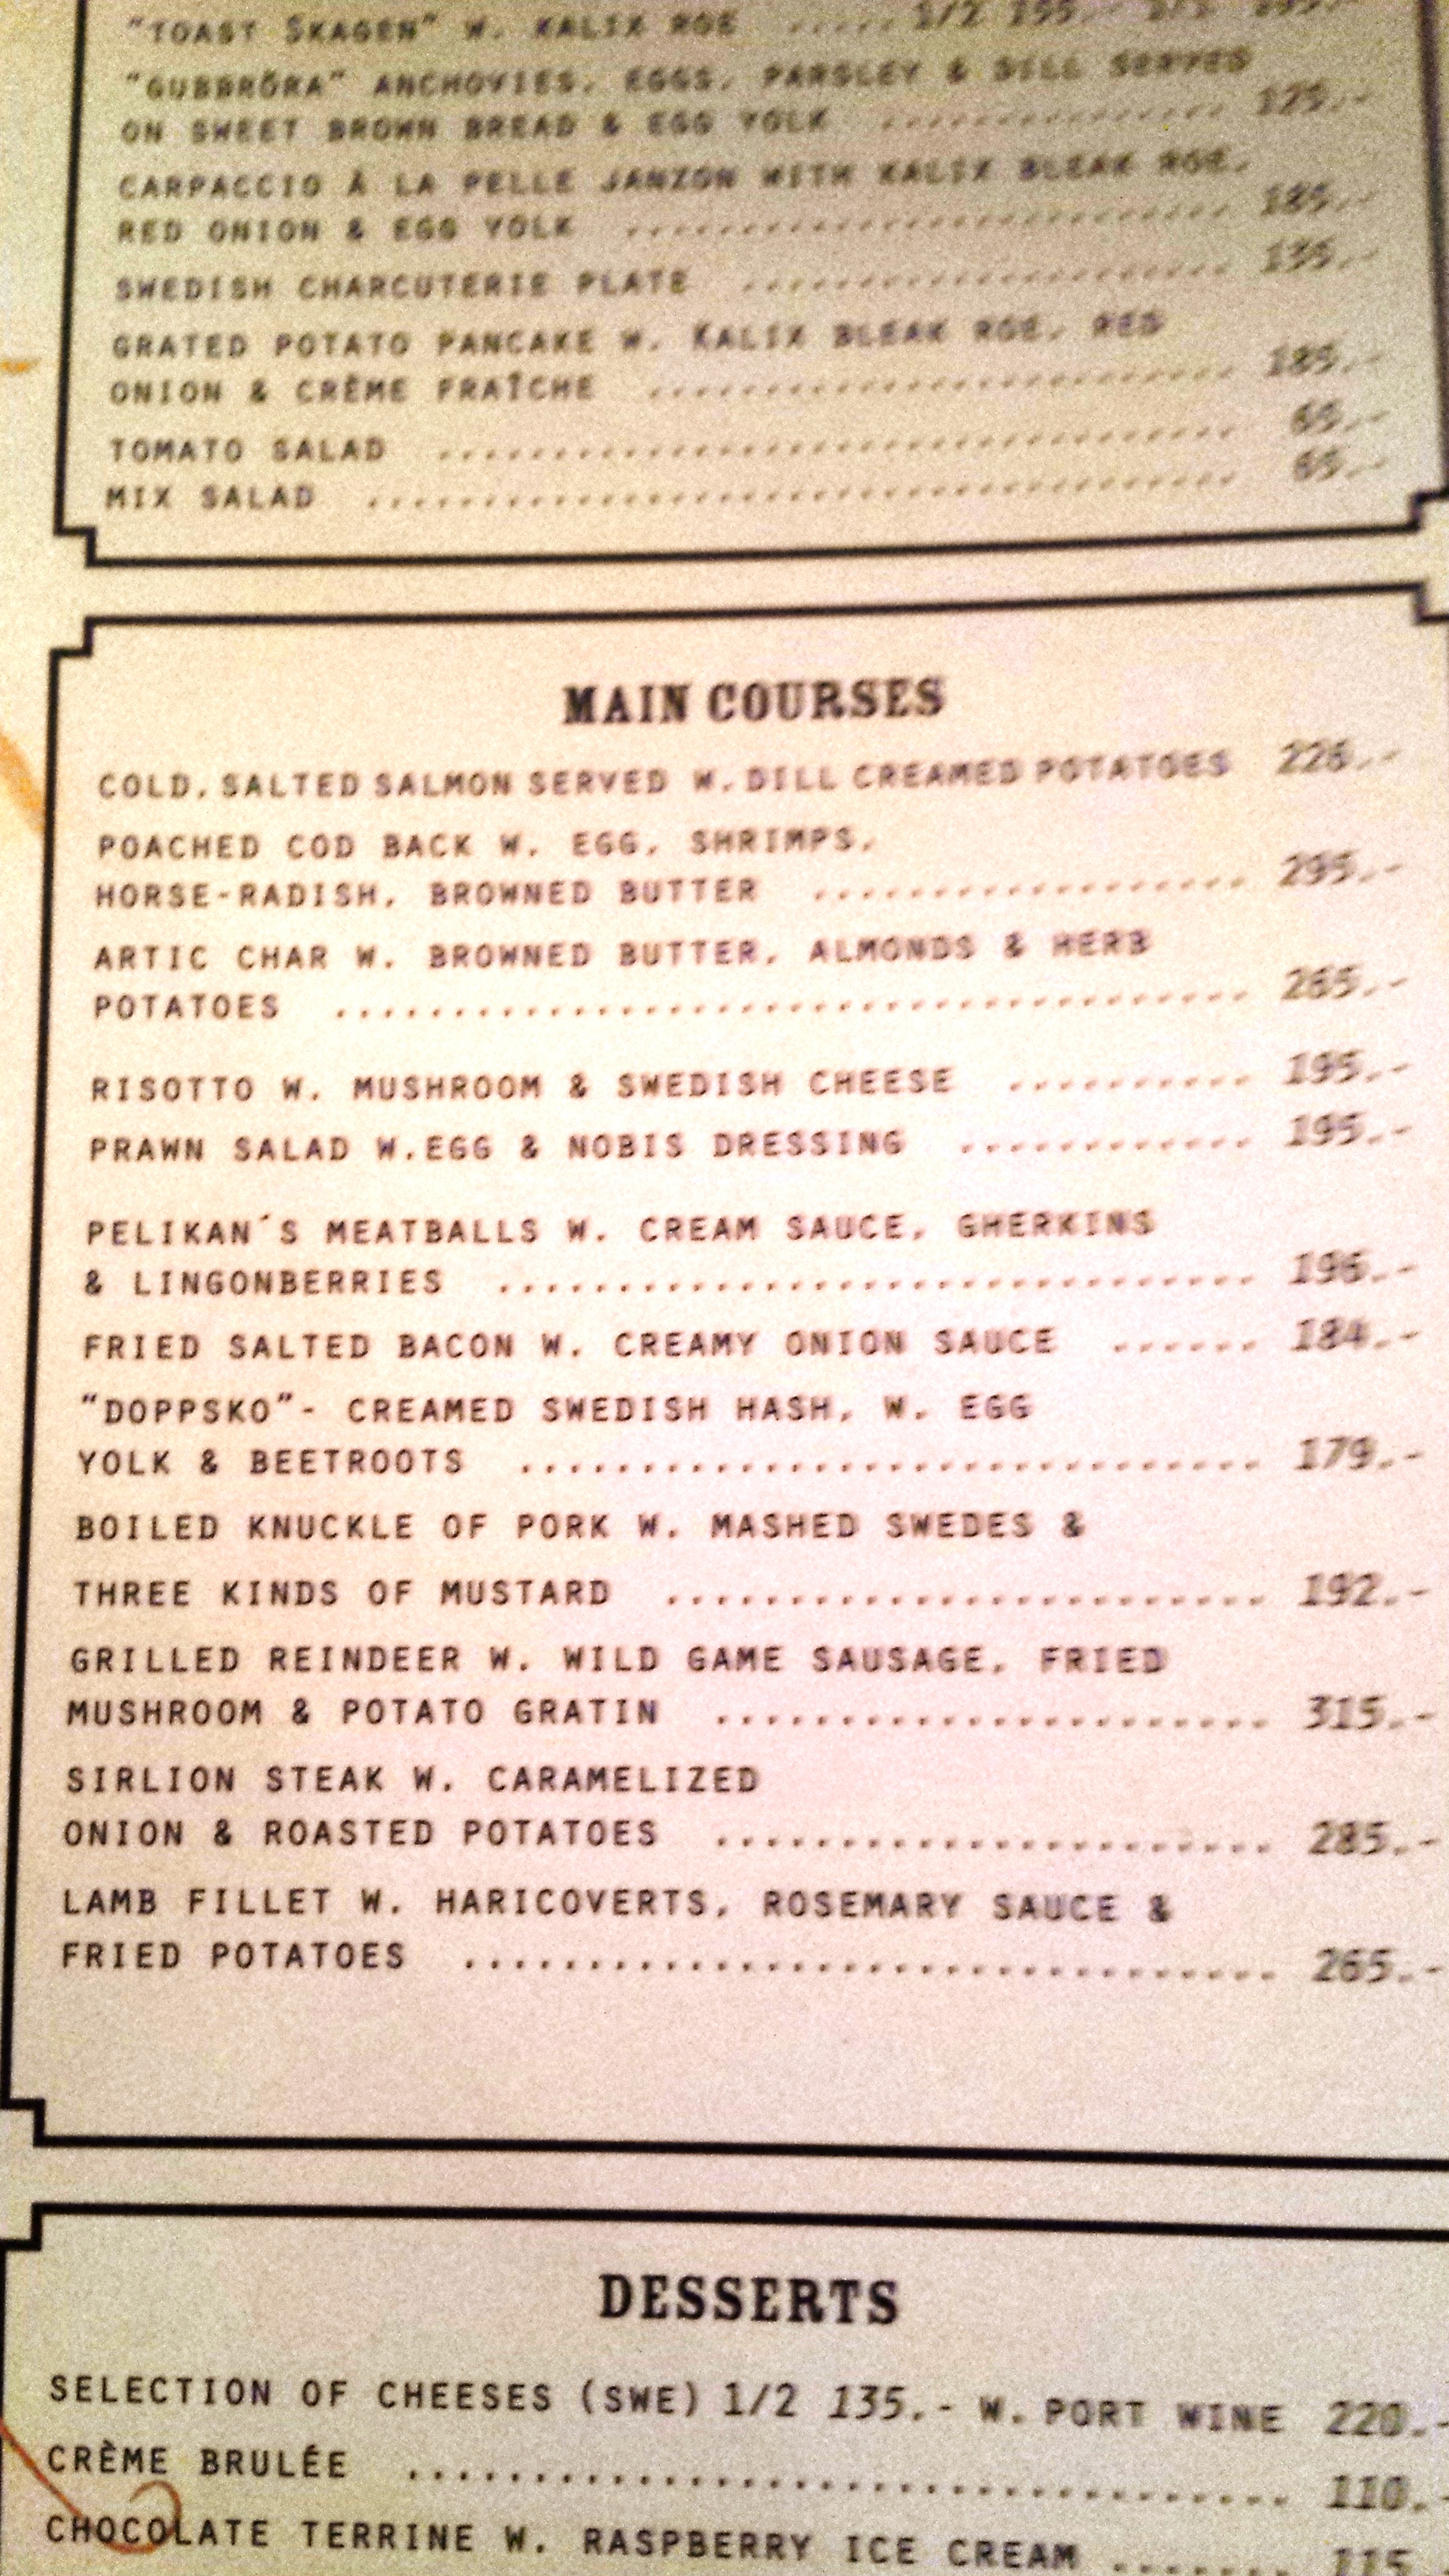 "TOAST SKAGEN" W. KALIX ROE ..... 1/2 155.-
"GUBBRÖRA" ANCHOVIES, EGGS, PARSLEY & DILL SERVED
ON SWEET BROWN BREAD & EGG YOLK .............. 125.-
CARPACCIO Á LA PELLE JANZON WITH KALIX BLEAK ROE,
RED ONION & EGG YOLK ......................... 185.-
SWEDISH CHARCUTERIE PLATE .................... 135.-
GRATED POTATO PANCAKE W. KALIX BLEAK ROE, RED
ONION & CRÈME FRAÎCHE ........................ 185.-
TOMATO SALAD ................................. 65.-
MIX SALAD .................................... 65.-
MAIN COURSES
COLD, SALTED SALMON SERVED W. DILL CREAMED POTATOES 226.-
POACHED COD BACK W. EGG, SHRIMPS,
HORSE-RADISH, BROWNED BUTTER .................. 295.-
ARTIC CHAR W. BROWNED BUTTER, ALMONDS & HERB
POTATOES ...................................... 265.-
RISOTTO W. MUSHROOM & SWEDISH CHEESE .......... 195.-
PRAWN SALAD W.EGG & NOBIS DRESSING ............ 195.-
PELIKAN´S MEATBALLS W. CREAM SAUCE, GHERKINS
& LINGONBERRIES ............................... 196.-
FRIED SALTED BACON W. CREAMY ONION SAUCE ...... 184.-
"DOPPSKO"- CREAMED SWEDISH HASH, W. EGG
YOLK & BEETROOTS .............................. 179.-
BOILED KNUCKLE OF PORK W. MASHED SWEDES &
THREE KINDS OF MUSTARD ........................ 192.-
GRILLED REINDEER W. WILD GAME SAUSAGE, FRIED
MUSHROOM & POTATO GRATIN ...................... 315.-
SIRLION STEAK W. CARAMELIZED
ONION & ROASTED POTATOES ...................... 285.-
LAMB FILLET W. HARICOVERTS, ROSEMARY SAUCE &
FRIED POTATOES ................................ 265.-
DESSERTS
SELECTION OF CHEESES (SWE) 1/2 135.- W. PORT WINE 220.-
CRÈME BRULÉE .................................. 110.-
CHOCOLATE TERRINE W. RASPBERRY ICE CREAM ....... 115